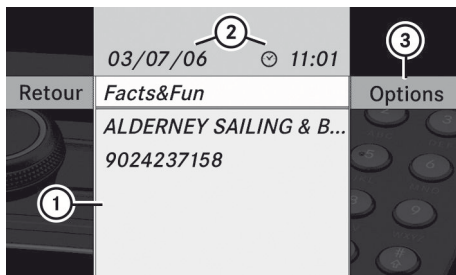 2
3
03/07/06 11:01
Retour Facts&Fun Options
ALDERNEY SAILING & B...
9024237158
1